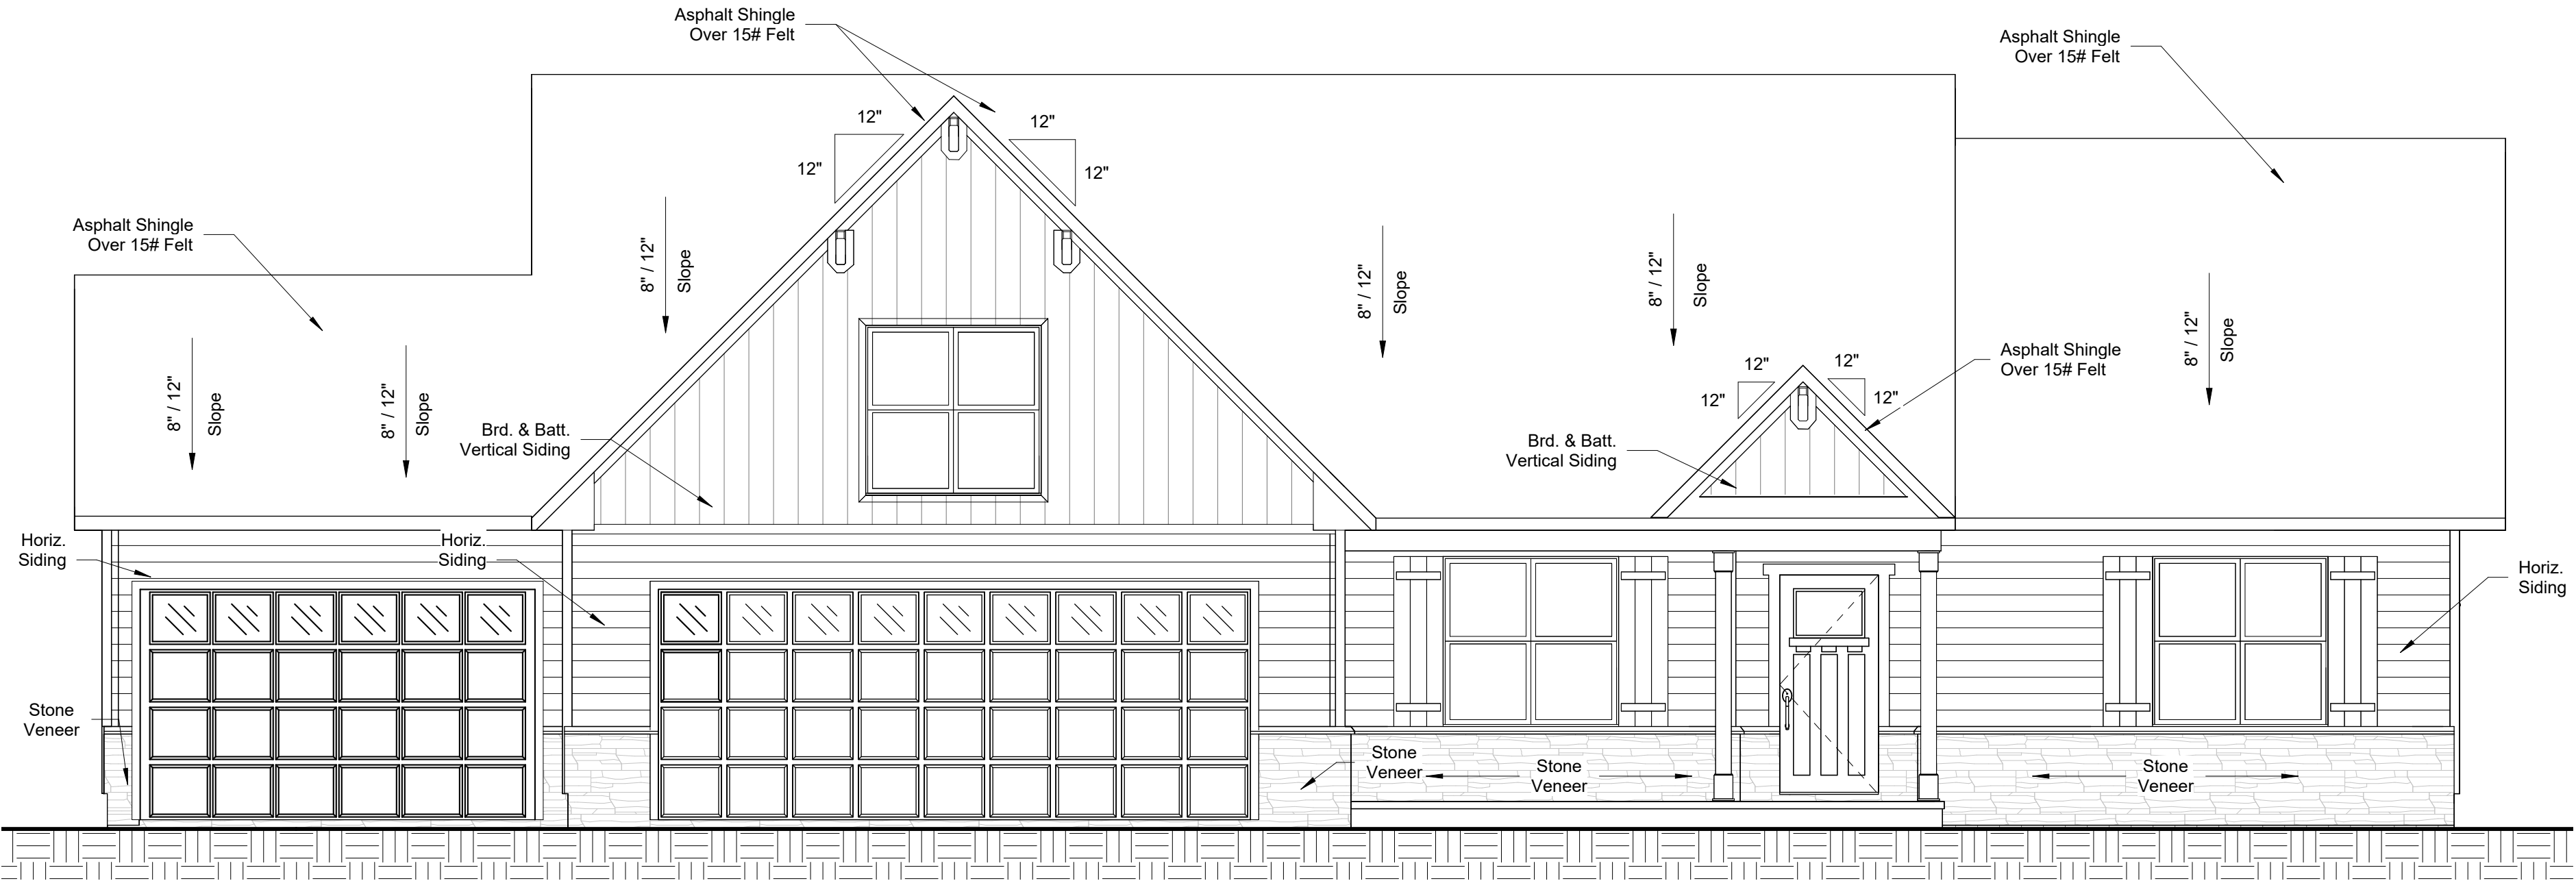 Asphalt Shingle
Over 15# Felt
Asphalt Shingle
Over 15# Felt
12"
12"
12"
12"
Asphalt Shingle
Over 15# Felt
8" / 12"
Slope
8" / 12"
Slope
8" / 12"
Slope
8" / 12"
Slope
Asphalt Shingle
Over 15# Felt
12"
12"
12"
12"
8" / 12"
Slope
8" / 12"
Slope
Brd. & Batt.
Vertical Siding
Brd. & Batt.
Vertical Siding
Horiz.
Siding
Horiz.
Siding
Horiz.
Siding
Stone
Veneer
Stone
Veneer
Stone
Veneer
Stone
Veneer